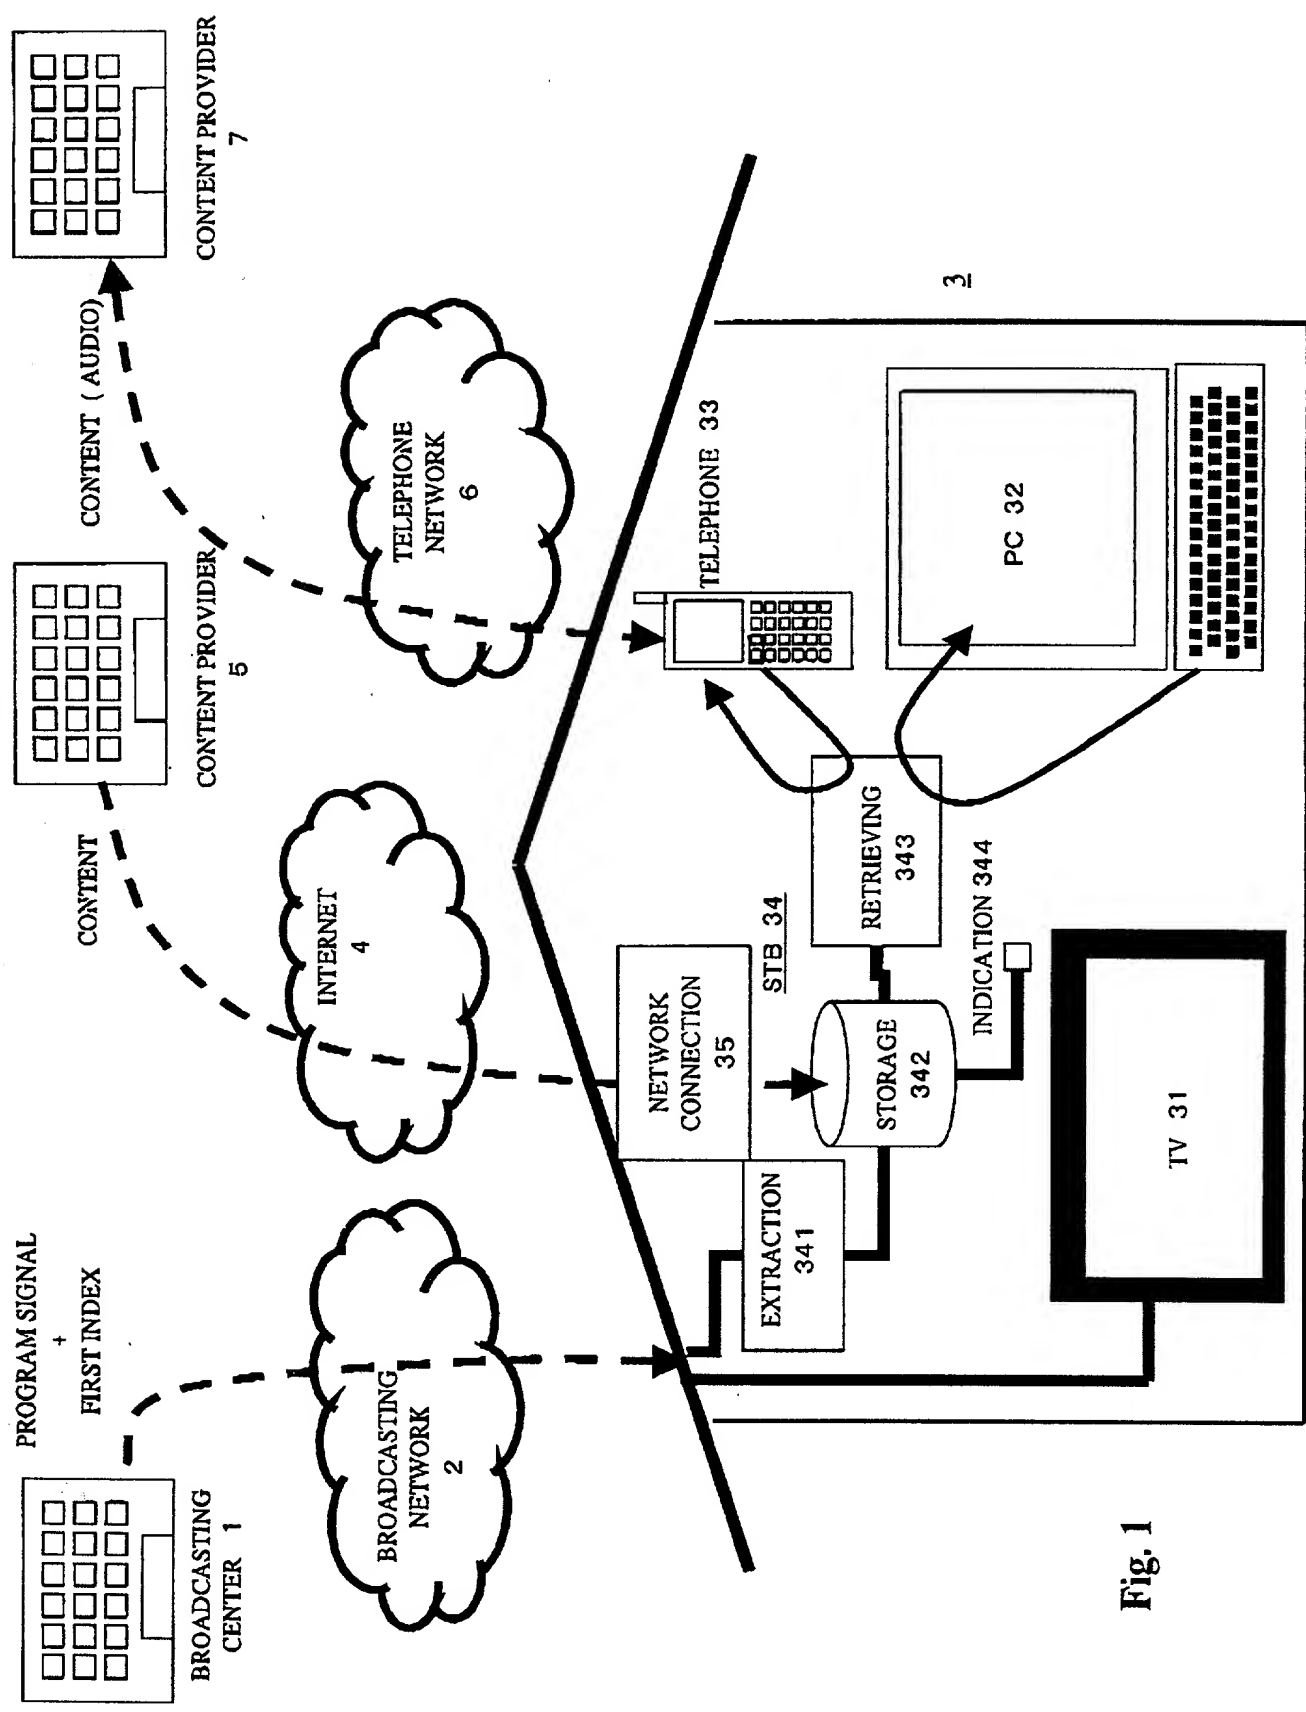 PROGRAM SIGNAL
+
FIRST INDEX
BROADCASTING
CENTER 1
CONTENT
CONTENT PROVIDER
5
CONTENT (AUDIO)
CONTENT PROVIDER
7
BROADCASTING
NETWORK
2
INTERNET
4
TELEPHONE
NETWORK
6
NETWORK
CONNECTION
35
EXTRACTION
341
STB 34
STORAGE
342
RETRIEVING
343
INDICATION 344
TELEPHONE 33
PC 32
TV 31
3
Fig. 1